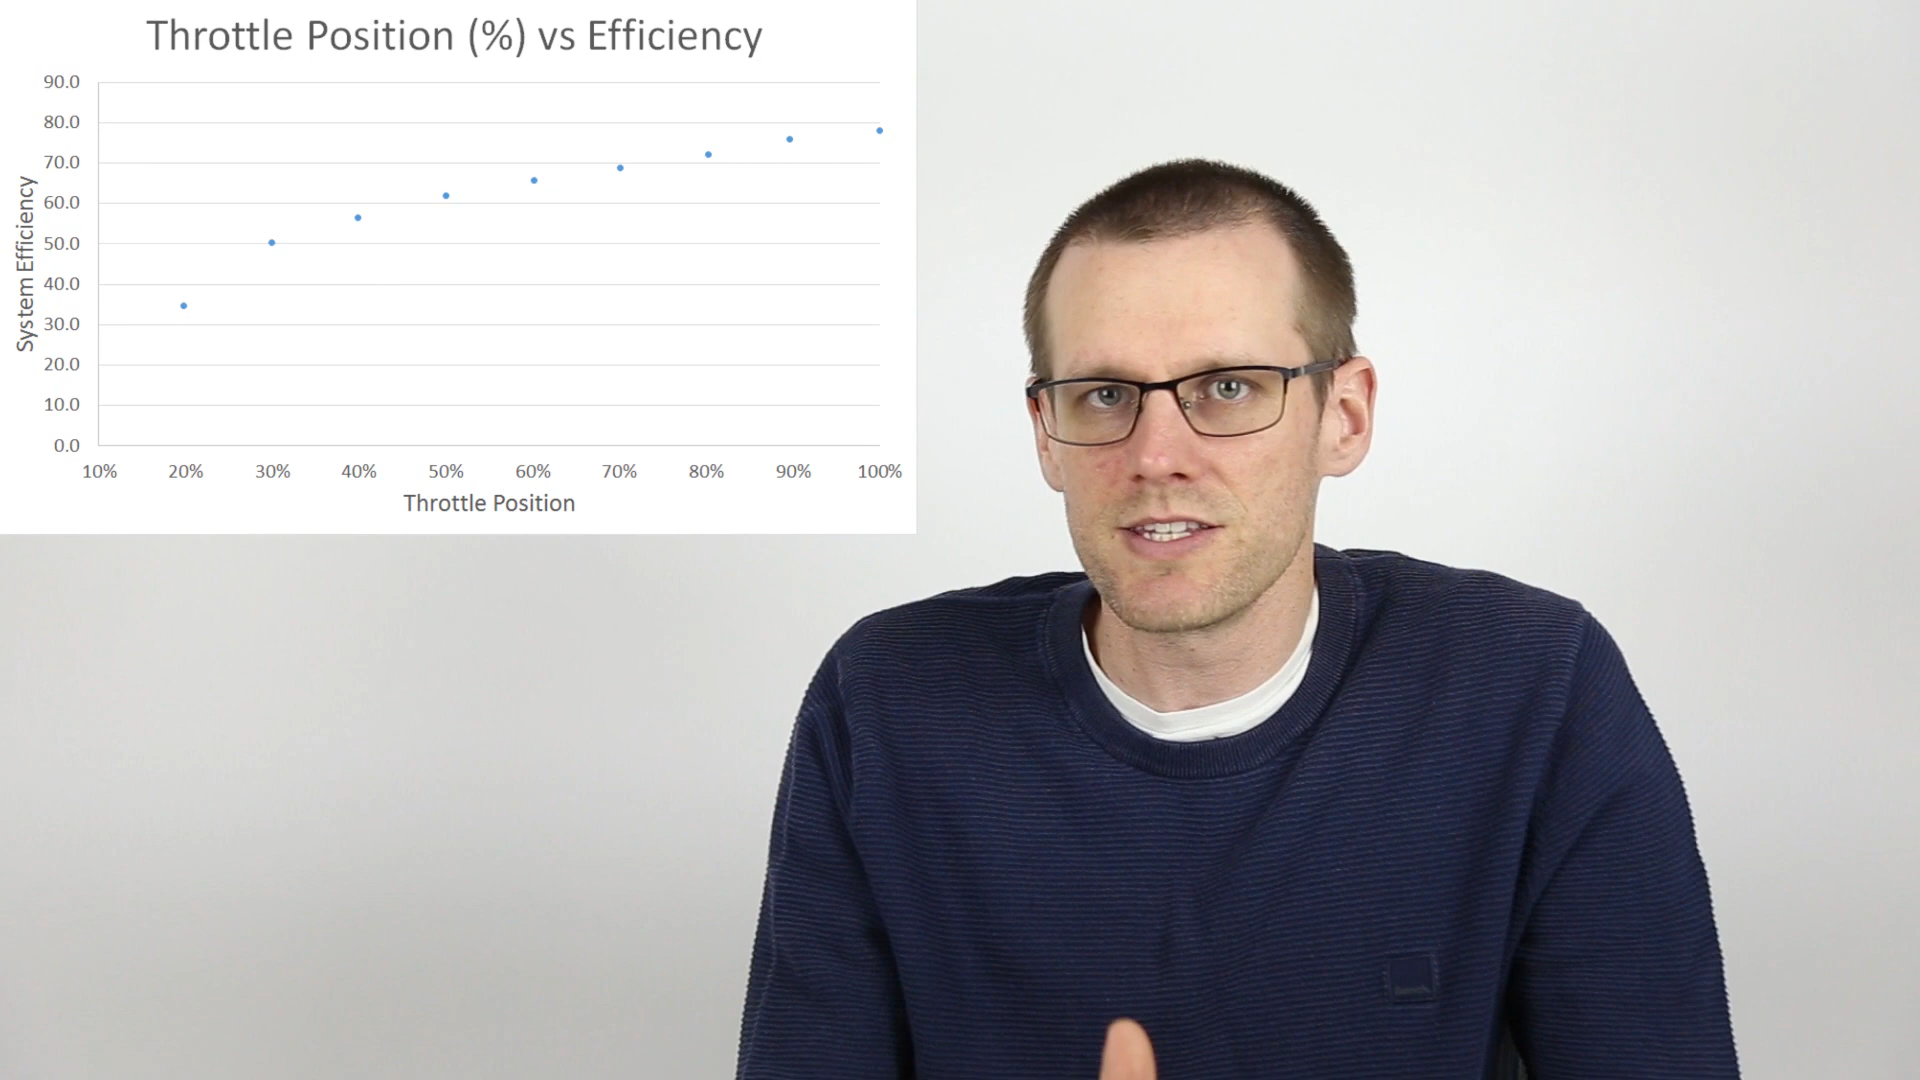 Throttle Position (%) vs Efficiency
90.0
80.0
70.0
60.0
50.0
40.0
30.0
20.0
10.0
0.0
System Efficiency
10% 20% 30% 40% 50% 60% 70% 80% 90% 100%
Throttle Position